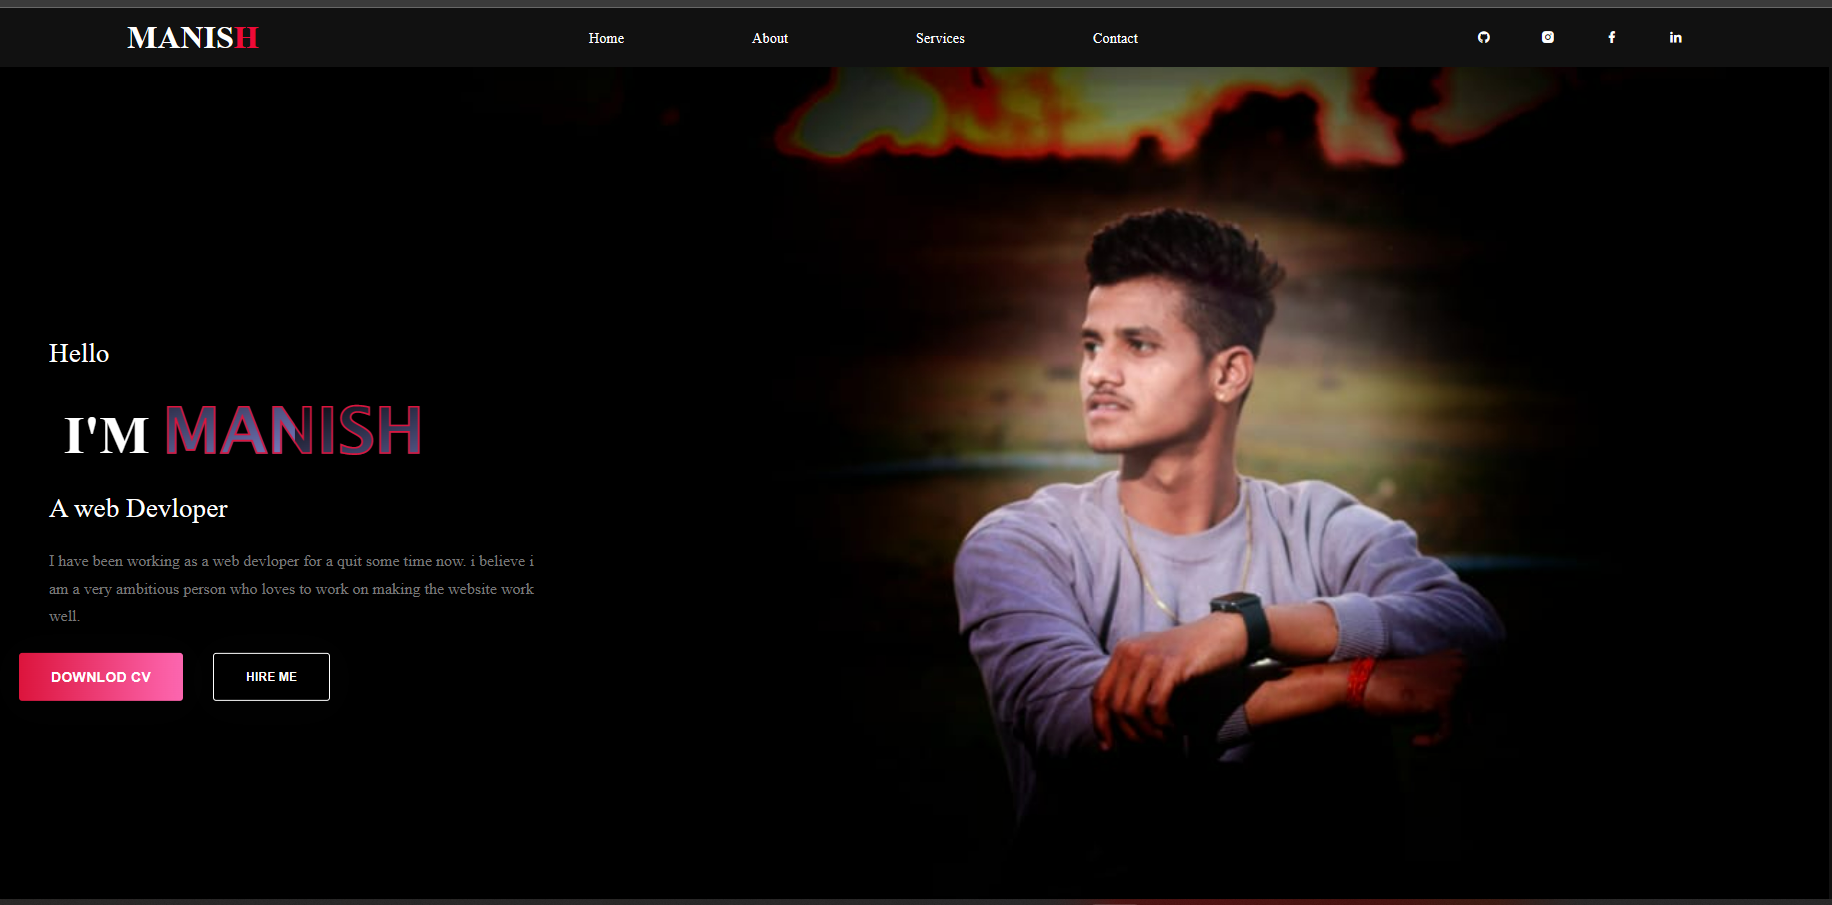 MANISH
Home
About
Services
Contact
Hello
I'M MANISH
A web Devloper
I have been working as a web devloper for a quit some time now. i believe i
am a very ambitious person who loves to work on making the website work
well.
DOWNLOD CV
HIRE ME